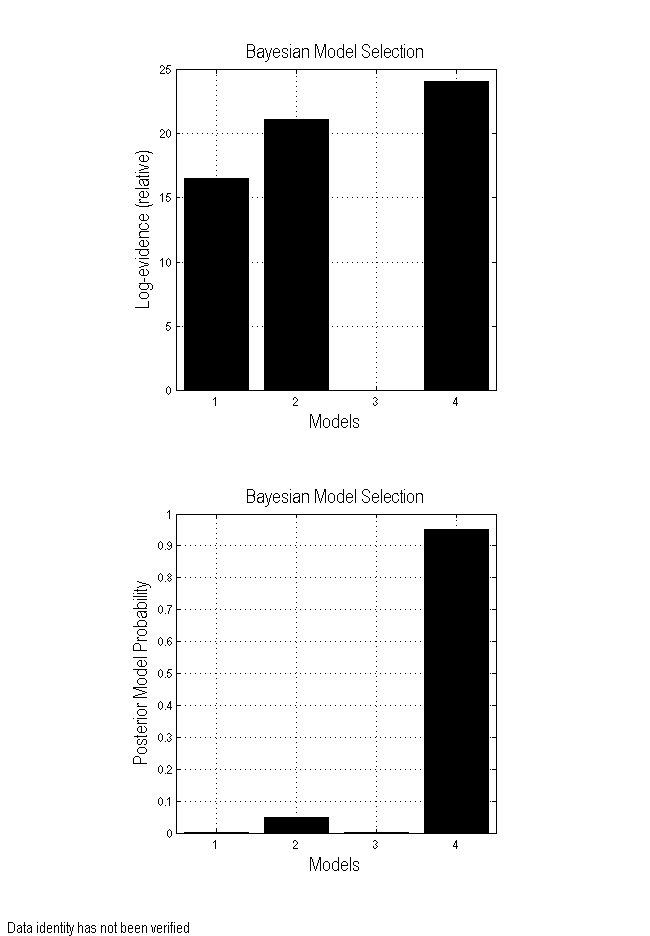 Bayesian Model Selection
25
20
15
10
5
0
Log-evidence (relative)
1 2 3 4
Models
Bayesian Model Selection
1
0.9
0.8
0.7
0.6
0.5
0.4
0.3
0.2
0.1
0
Posterior Model Probability
1 2 3 4
Models
Data identity has not been verified